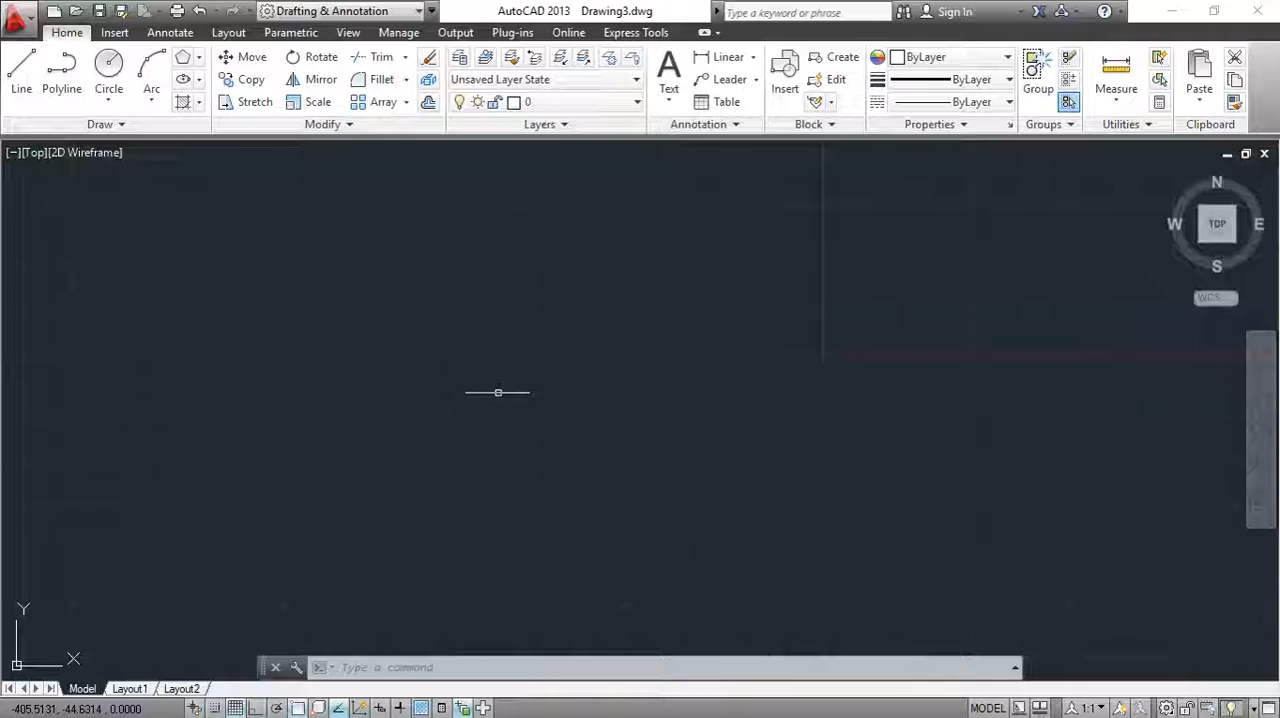 Drafting & Annotation
AutoCAD 2013 Drawing3.dwg
Type a keyword or phrase
Sign In
Home Insert Annotate Layout Parametric View Manage Output Plug-ins Online Express Tools
Line Polyline Circle Arc
Move Rotate Trim
Copy Mirror Fillet
Stretch Scale Array
Unsaved Layer State
0
Text
Linear
Leader
Table
Insert
Create
Edit
ByLayer
ByLayer
ByLayer
Group
Measure
Paste
Draw Modify Layers Annotation Block Properties Groups Utilities Clipboard
[−][Top][2D Wireframe]
N
W TOP E
S
WCS
Y
X
Type a command
Model Layout1 Layout2
-405.5131, -44.6314 , 0.0000
MODEL
1:1